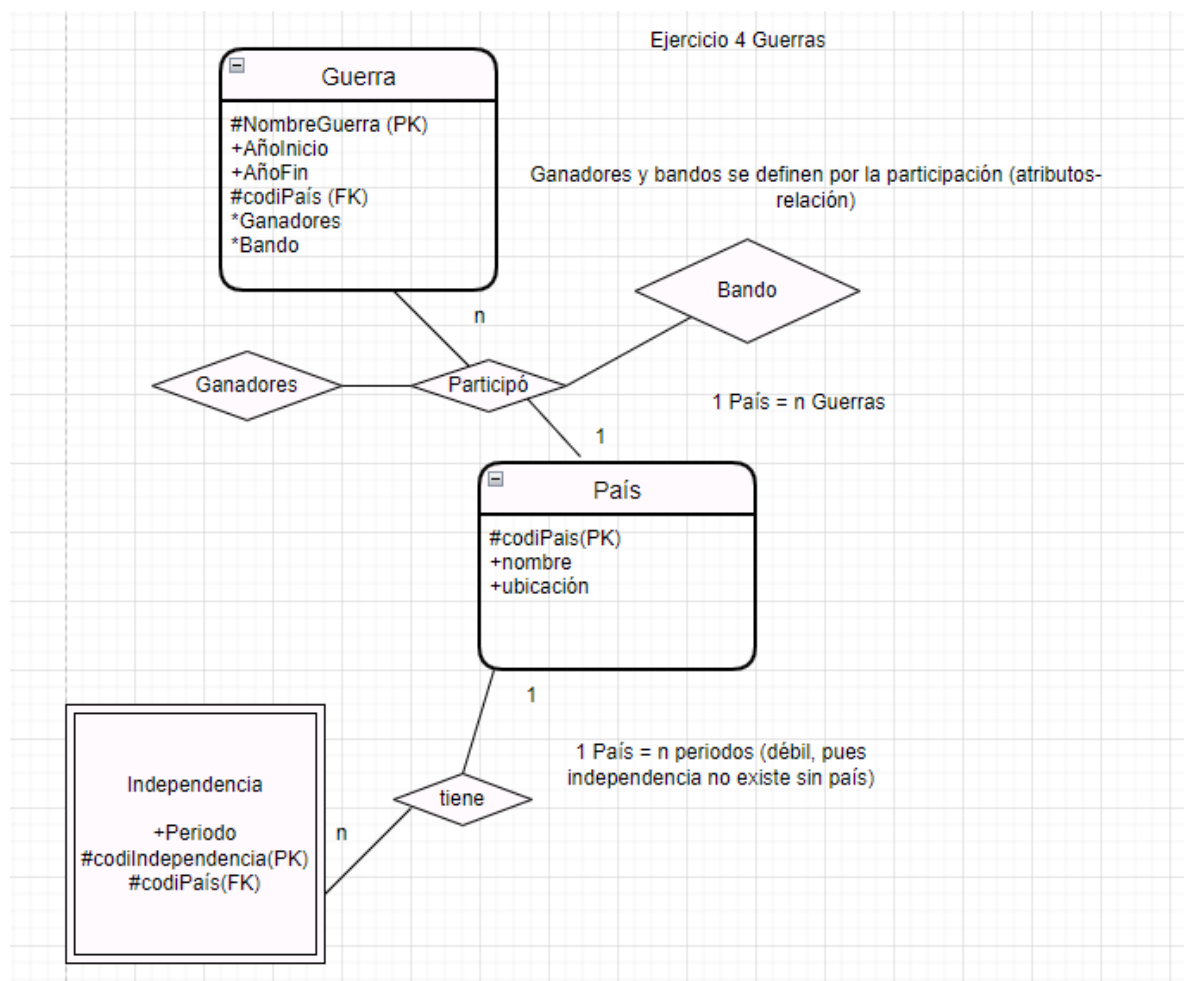 Ejercicio 4 Guerras
Guerra
#NombreGuerra (PK)
+AñoInicio
+AñoFin
#codiPaís (FK)
*Ganadores
*Bando
Ganadores y bandos se definen por la participación (atributos-
relación)
Bando
n
Ganadores
Participó
1 País = n Guerras
1
País
#codiPais(PK)
+nombre
+ubicación
1
1 País = n periodos (débil, pues
independencia no existe sin país)
tiene
Independencia
n
+Periodo
#codiIndependencia(PK)
#codiPaís(FK)